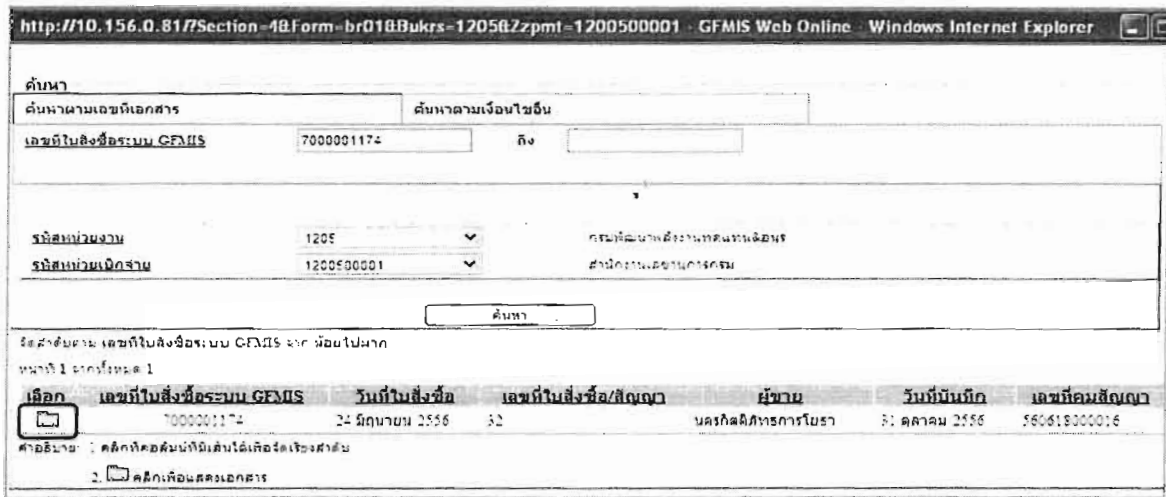 http://10.156.0.81/?Section=4&Form=br01&Bukrs=1205&Zzpmt=1200500001 - GFMIS Web Online - Windows Internet Explorer
ค้นหา
ค้นหาตามเลขที่เอกสาร ค้นหาตามเงื่อนไขอื่น
เลขที่ใบสั่งซื้อระบบ GFMIS 7000001174 ถึง
รหัสหน่วยงาน 1205 กรมพัฒนาพลังงานทดแทนฯ
รหัสหน่วยเบิกจ่าย 1200500001 สำนักงานเลขานุการกรม
ค้นหา
จัดลำดับตาม เลขที่ใบสั่งซื้อระบบ GFMIS จาก น้อยไปมาก
หน้าที่ 1 จากทั้งหมด 1
เลือก เลขที่ใบสั่งซื้อระบบ GFMIS วันที่ใบสั่งซื้อ เลขที่ใบสั่งซื้อ/สัญญา ผู้ขาย วันที่บันทึก เลขที่คุมสัญญา
7000001174 24 มิถุนายน 2556 32 นครกิตติภัทรการโยธา 31 ตุลาคม 2556 560618000016
คำอธิบาย: 1. คลิกที่คอลัมน์ที่มีเส้นใต้เพื่อจัดเรียงลำดับ
2. คลิกเพื่อแสดงเอกสาร